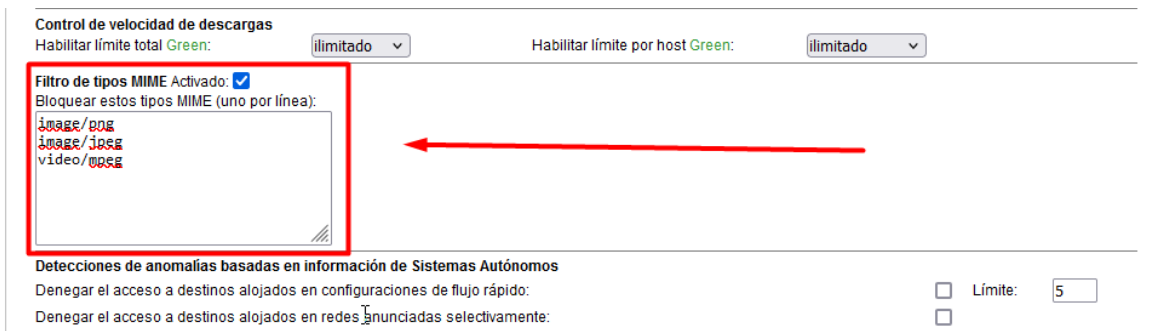 Control de velocidad de descargas
Habilitar límite total Green: ilimitado Habilitar límite por host Green: ilimitado
Filtro de tipos MIME Activado:
Bloquear estos tipos MIME (uno por línea):
image/png
image/jpeg
video/mpeg
Detecciones de anomalías basadas en información de Sistemas Autónomos
Denegar el acceso a destinos alojados en configuraciones de flujo rápido: Límite: 5
Denegar el acceso a destinos alojados en redes anunciadas selectivamente: